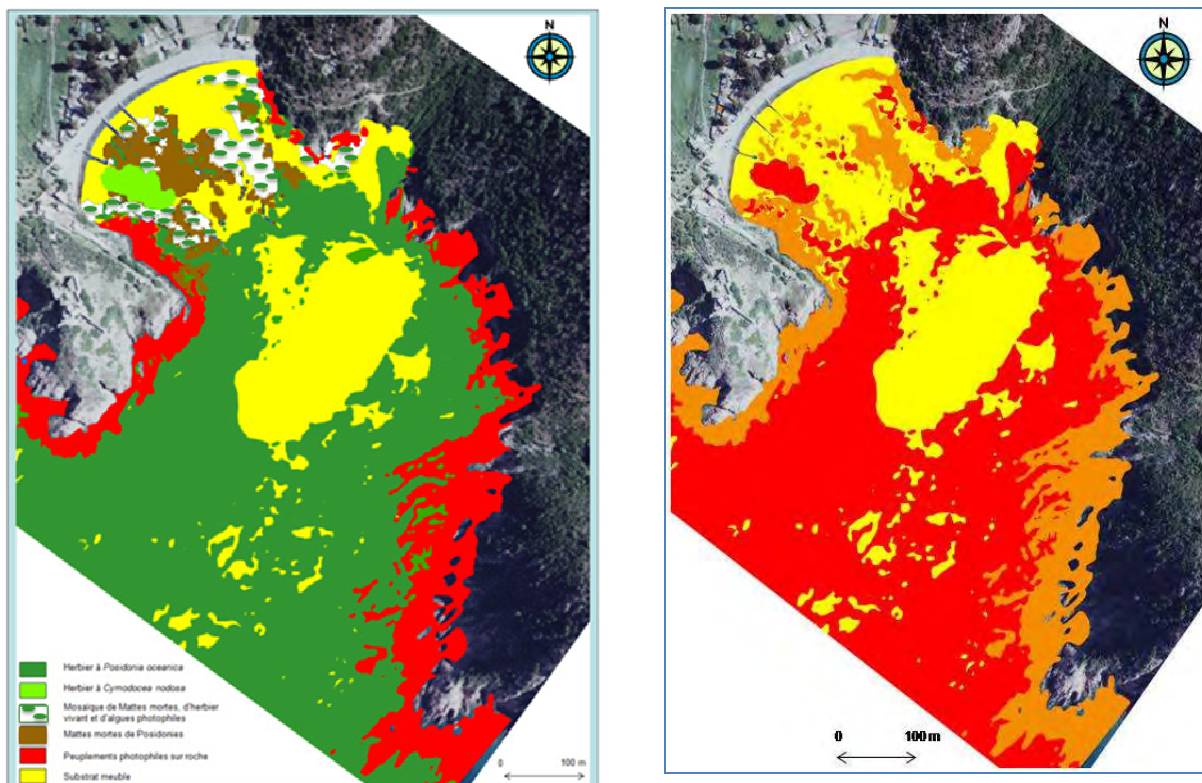 N
Herbier à Posidonia oceanica
Herbier à Cymodocea nodosa
Mosaïque de Mattes mortes, d'herbier
vivant et d'algues photophiles
Mattes mortes de Posidonies
Peuplements photophiles sur roche
Substrat meuble
0 100 m
N
0 100 m